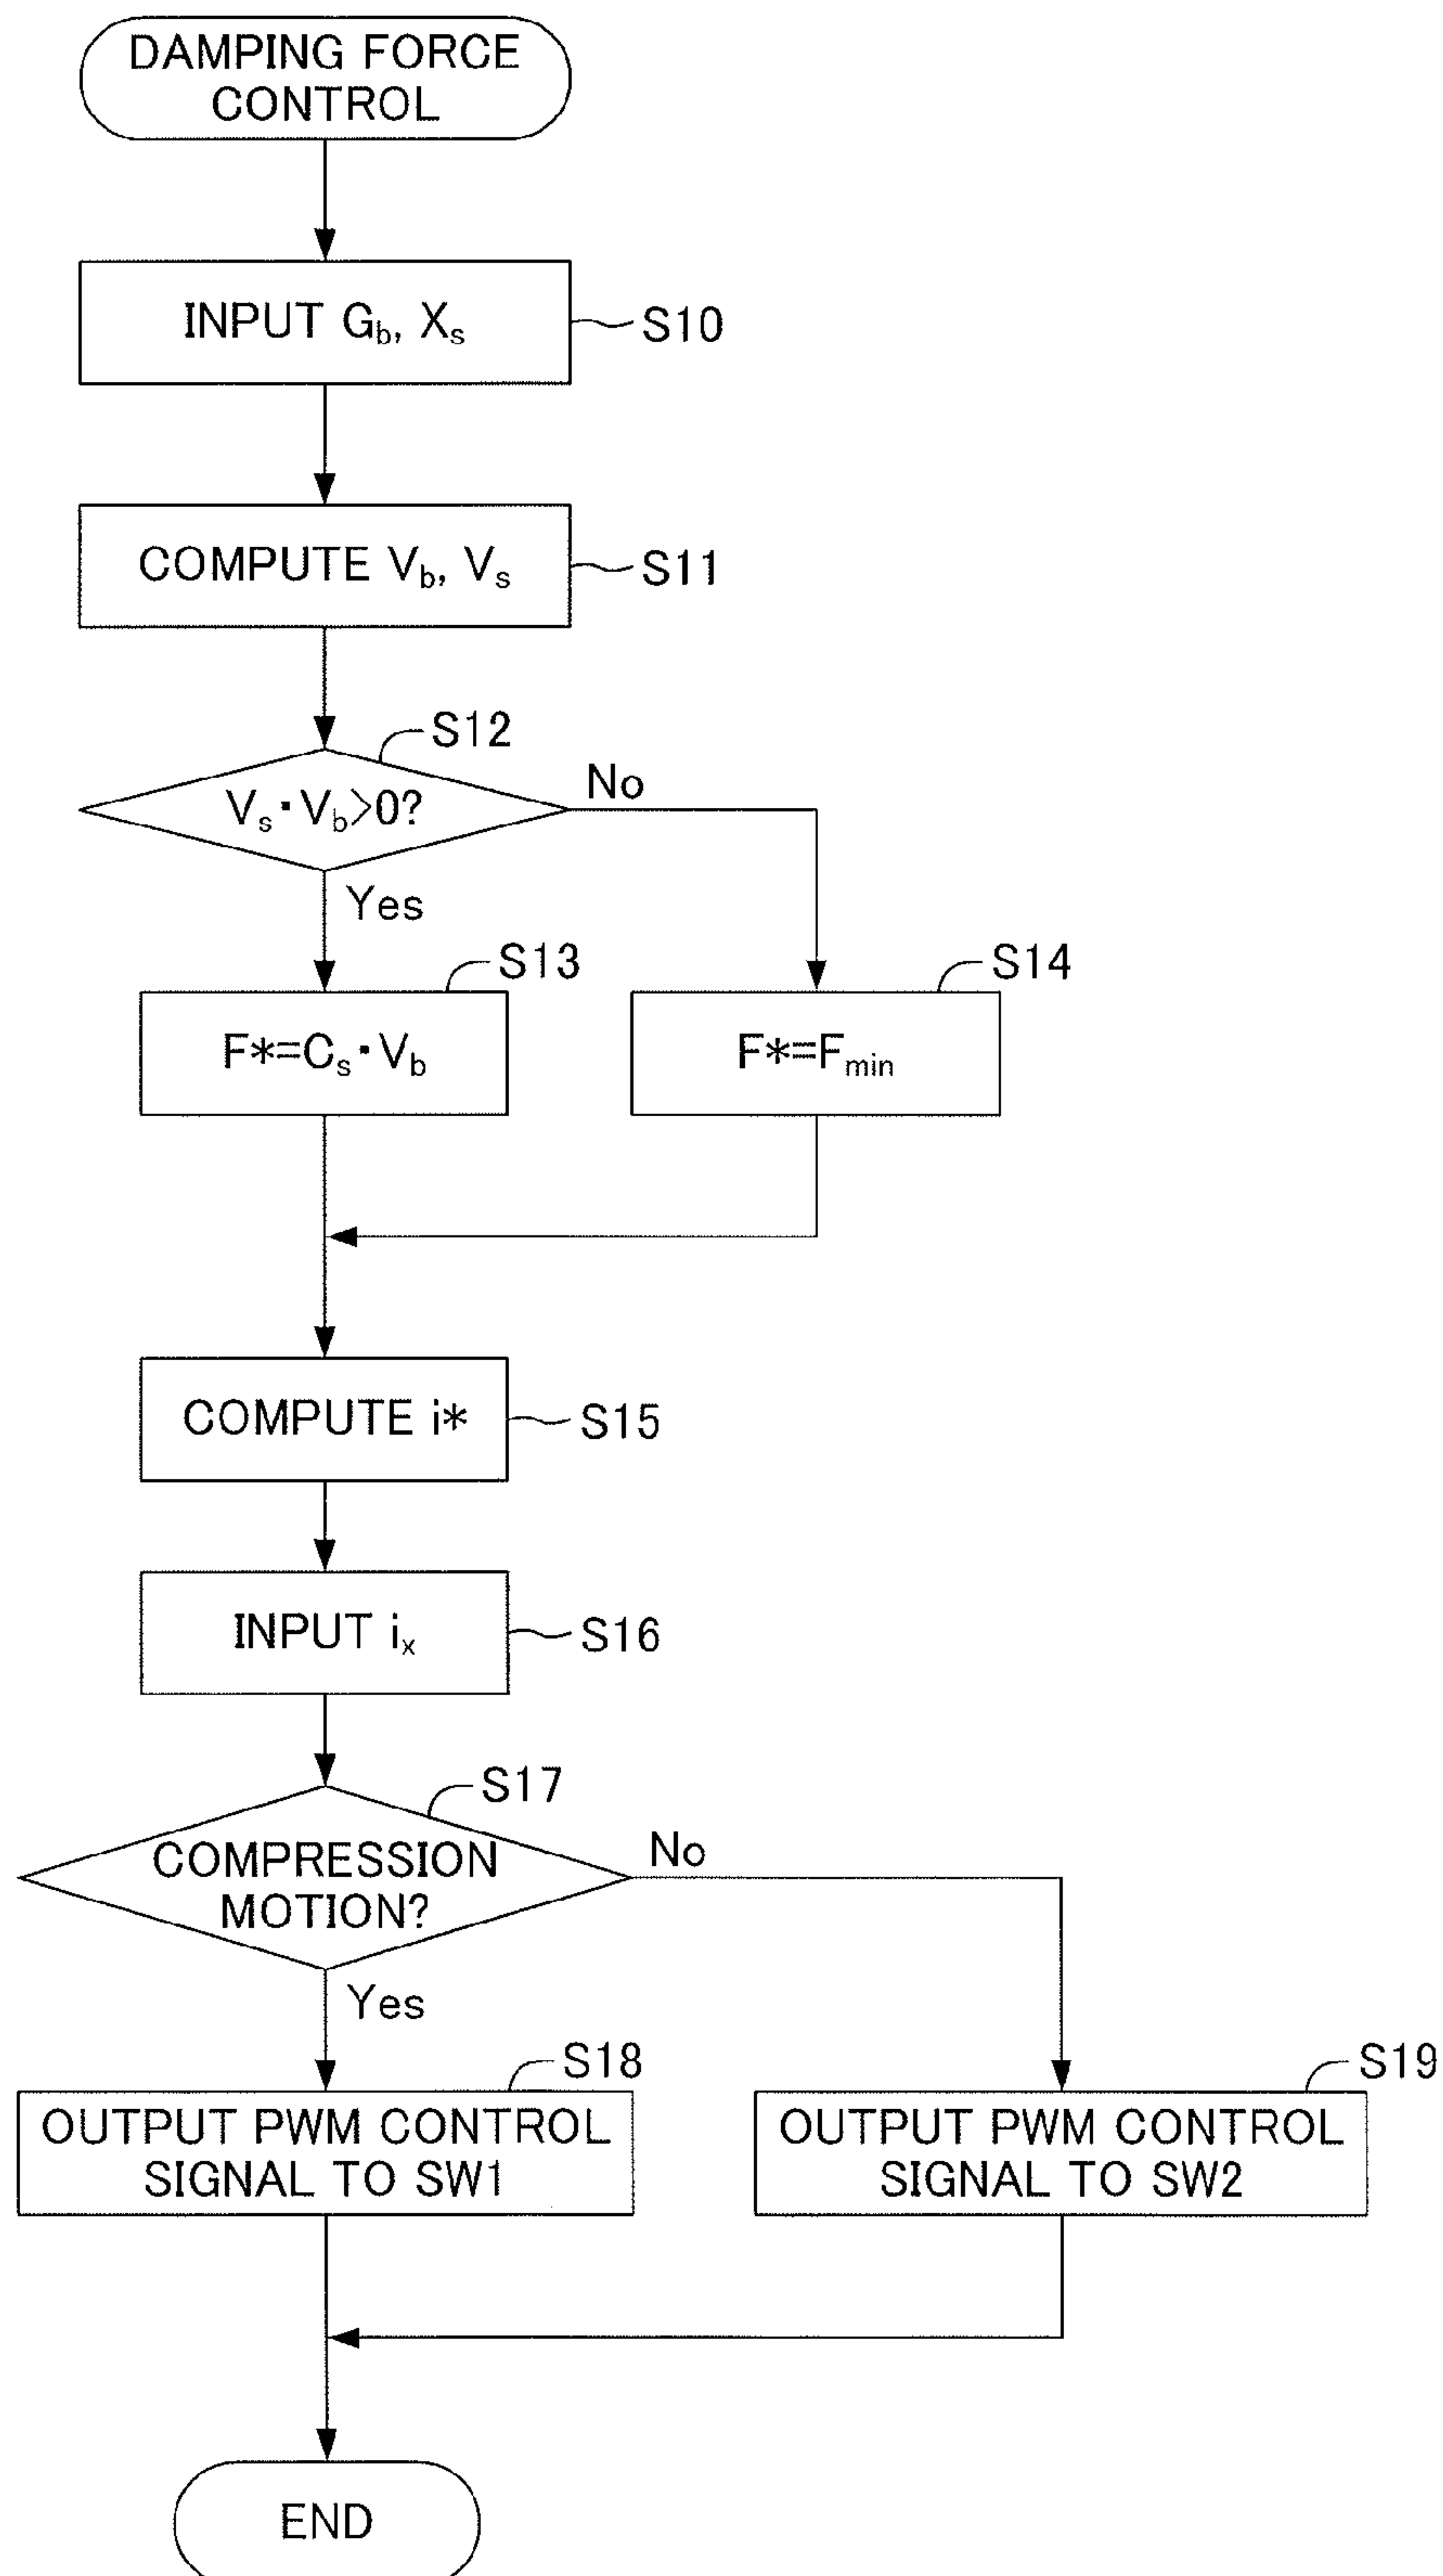 DAMPING FORCE
CONTROL
INPUT Gb, Xs
S10
COMPUTE Vb, Vs
S11
S12
Vs・Vb>0?
No
Yes
S13
F*=Cs・Vb
S14
F*=Fmin
COMPUTE i*
S15
INPUT ix
S16
S17
COMPRESSION
MOTION?
No
Yes
S18
OUTPUT PWM CONTROL
SIGNAL TO SW1
S19
OUTPUT PWM CONTROL
SIGNAL TO SW2
END